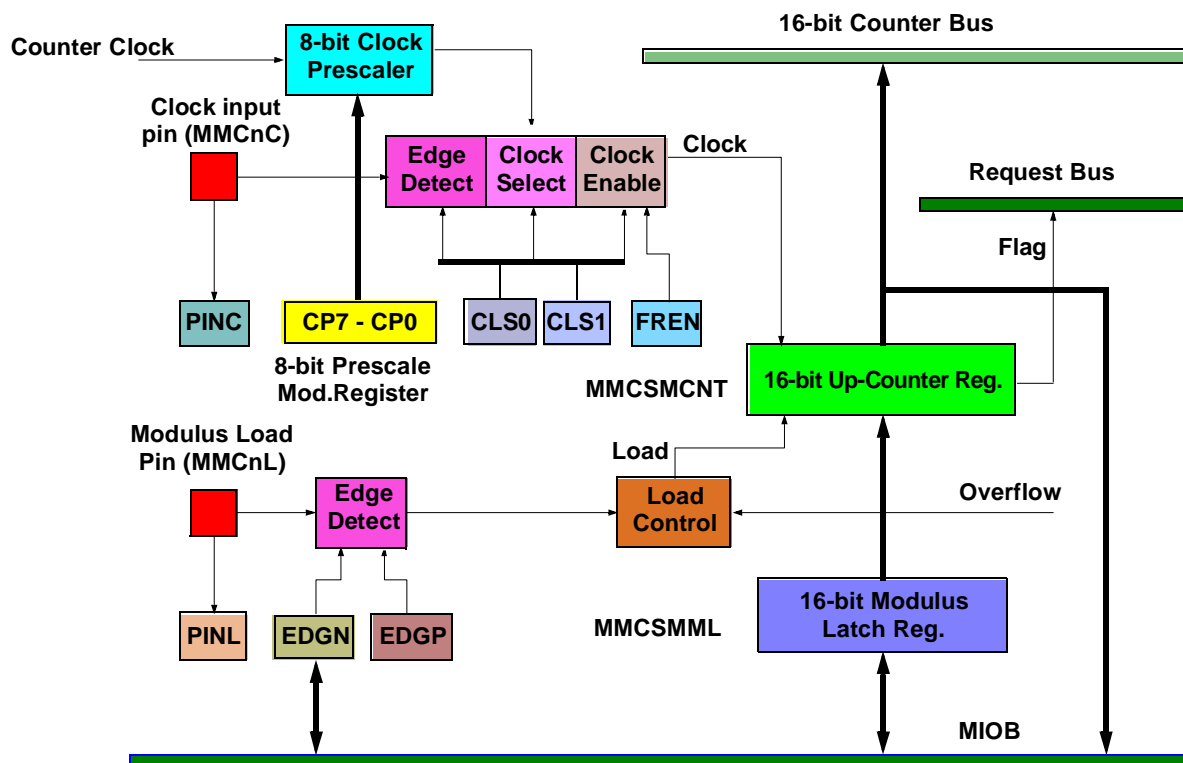 16-bit Counter Bus
Counter Clock
8-bit Clock
Prescaler
Clock input
pin (MMCnC)
Edge
Detect
Clock
Select
Clock
Enable
Clock
Request Bus
Flag
PINC
CP7 - CP0
CLS0
CLS1
FREN
8-bit Prescale
Mod.Register
MMCSMCNT
16-bit Up-Counter Reg.
Modulus Load
Pin (MMCnL)
Load
Edge
Detect
Load
Control
Overflow
PINL
EDGN
EDGP
MMCSMML
16-bit Modulus
Latch Reg.
MIOB